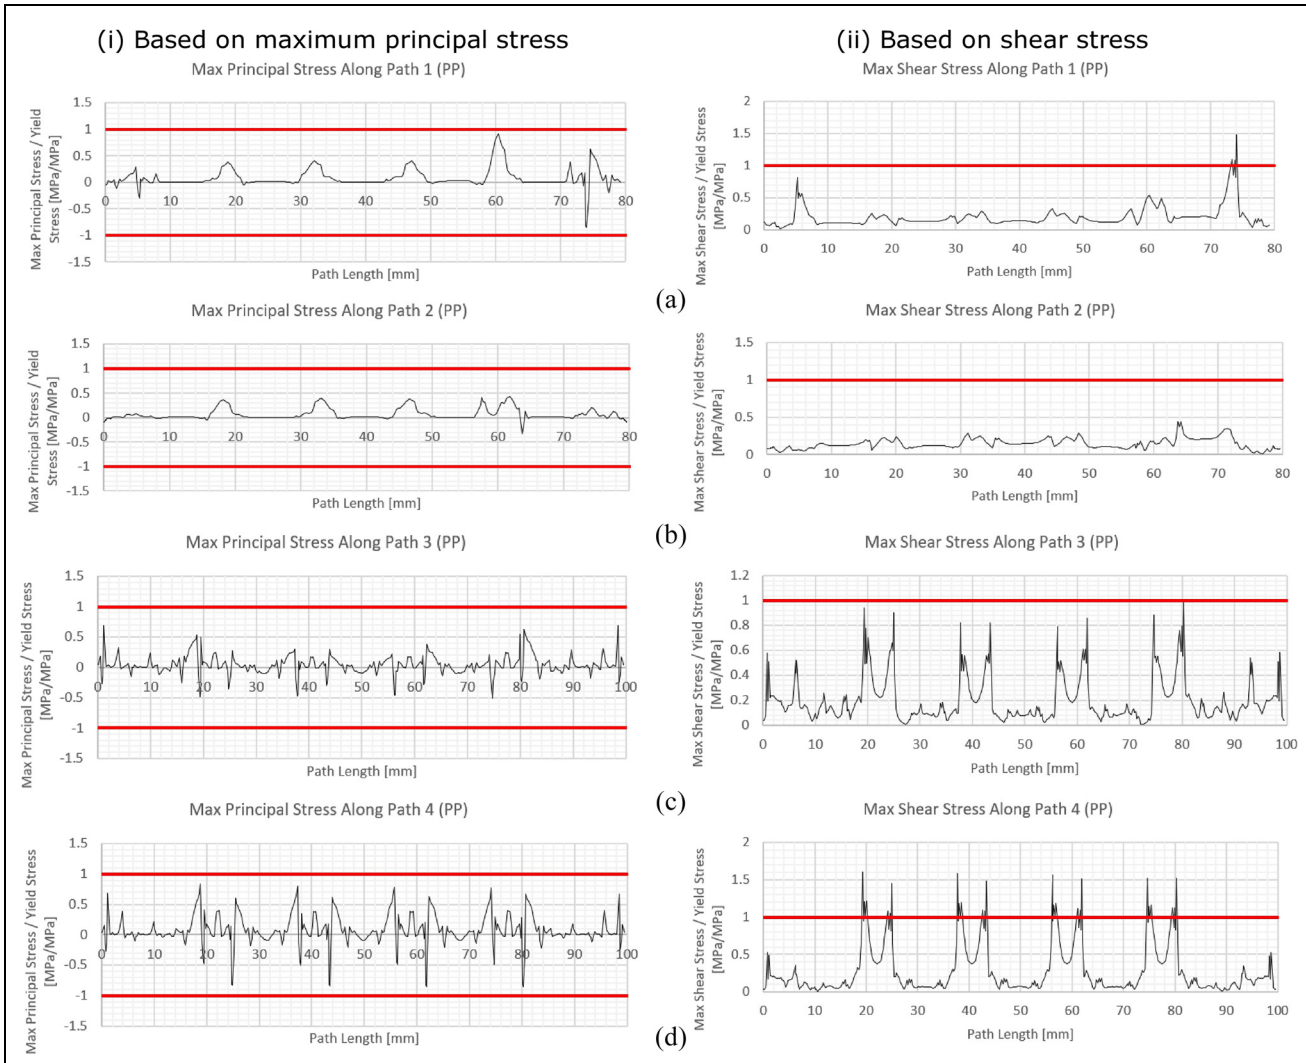 (i) Based on maximum principal stress
(ii) Based on shear stress
Max Principal Stress Along Path 1 (PP)
Max Principal Stress / Yield
Stress [MPa/MPa]
1.5
1
0.5
0
-0.5
-1
-1.5
0 10 20 30 40 50 60 70 80
Path Length [mm]
Max Shear Stress Along Path 1 (PP)
Max Shear Stress / Yield Stress
[MPa/MPa]
2
1.5
1
0.5
0
0 10 20 30 40 50 60 70 80
Path Length [mm]
(a)
Max Principal Stress Along Path 2 (PP)
Max Principal Stress / Yield
Stress [MPa/MPa]
1.5
1
0.5
0
-0.5
-1
-1.5
0 10 20 30 40 50 60 70 80
Path Length [mm]
Max Shear Stress Along Path 2 (PP)
Max Shear Stress / Yield Stress
[MPa/MPa]
1.5
1
0.5
0
0 10 20 30 40 50 60 70 80
Path Length [mm]
(b)
Max Principal Stress Along Path 3 (PP)
Max Principal Stress / Yield Stress
[MPa/MPa]
1.5
1
0.5
0
-0.5
-1
-1.5
0 10 20 30 40 50 60 70 80 90 100
Path Length [mm]
Max Shear Stress Along Path 3 (PP)
Max Shear Stress / Yield Stress
[MPa/MPa]
1.2
1
0.8
0.6
0.4
0.2
0
0 10 20 30 40 50 60 70 80 90 100
Path Length [mm]
(c)
Max Principal Stress Along Path 4 (PP)
Max Principal Stress / Yield Stress
[MPa/MPa]
1.5
1
0.5
0
-0.5
-1
-1.5
0 10 20 30 40 50 60 70 80 90 100
Path Length [mm]
Max Shear Stress Along Path 4 (PP)
Max Shear Stress / Yield Stress
[MPa/MPa]
2
1.5
1
0.5
0
0 10 20 30 40 50 60 70 80 90 100
Path Length [mm]
(d)